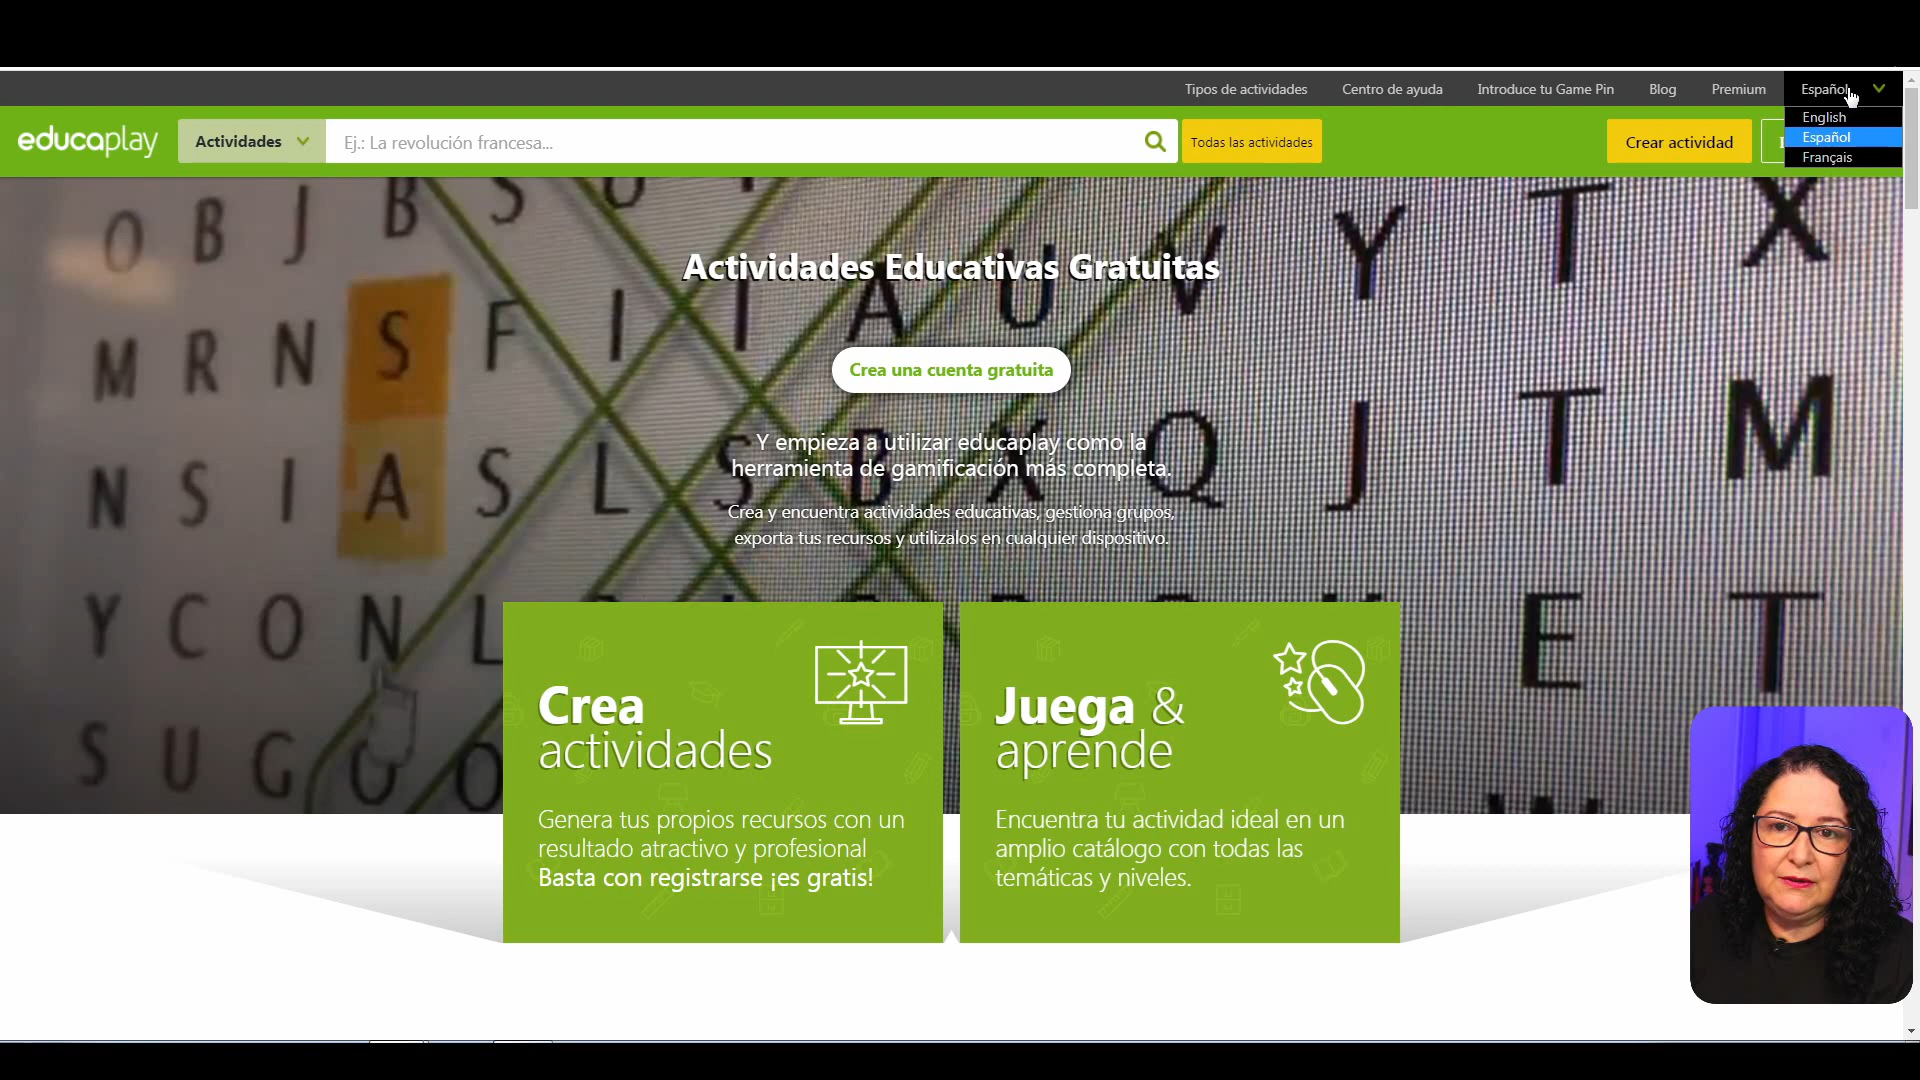 Tipos de actividades Centro de ayuda Introduce tu Game Pin Blog Premium Español
English
Español
Français
educaplay Actividades Ej.: La revolución francesa... Todas las actividades Crear actividad
O B J B S O
M R N S F I I A U V Y T X
N S I A S L S B X Q J T M
Y C O N L E T
S U G O O
Actividades Educativas Gratuitas
Crea una cuenta gratuita
Y empieza a utilizar educaplay como la
herramienta de gamificación más completa.
Crea y encuentra actividades educativas, gestiona grupos,
exporta tus recursos y utilizalos en cualquier dispositivo.
Crea
actividades
Genera tus propios recursos con un
resultado atractivo y profesional
Basta con registrarse ¡es gratis!
Juega &
aprende
Encuentra tu actividad ideal en un
amplio catálogo con todas las
temáticas y niveles.